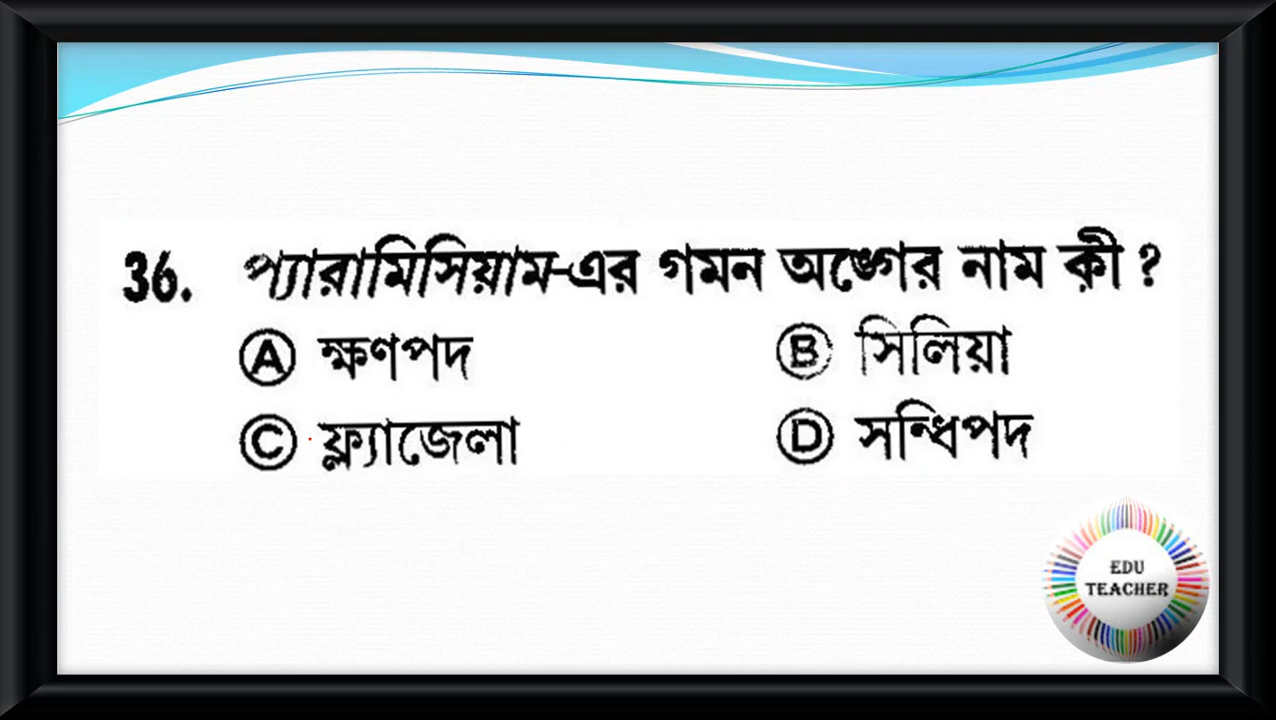 36. প্যারামিসিয়াম-এর গমন অঙ্গের নাম কী ?
Ⓐ ক্ষণপদ Ⓑ সিলিয়া
Ⓒ ফ্ল্যাজেলা Ⓓ সন্ধিপদ
EDU
TEACHER